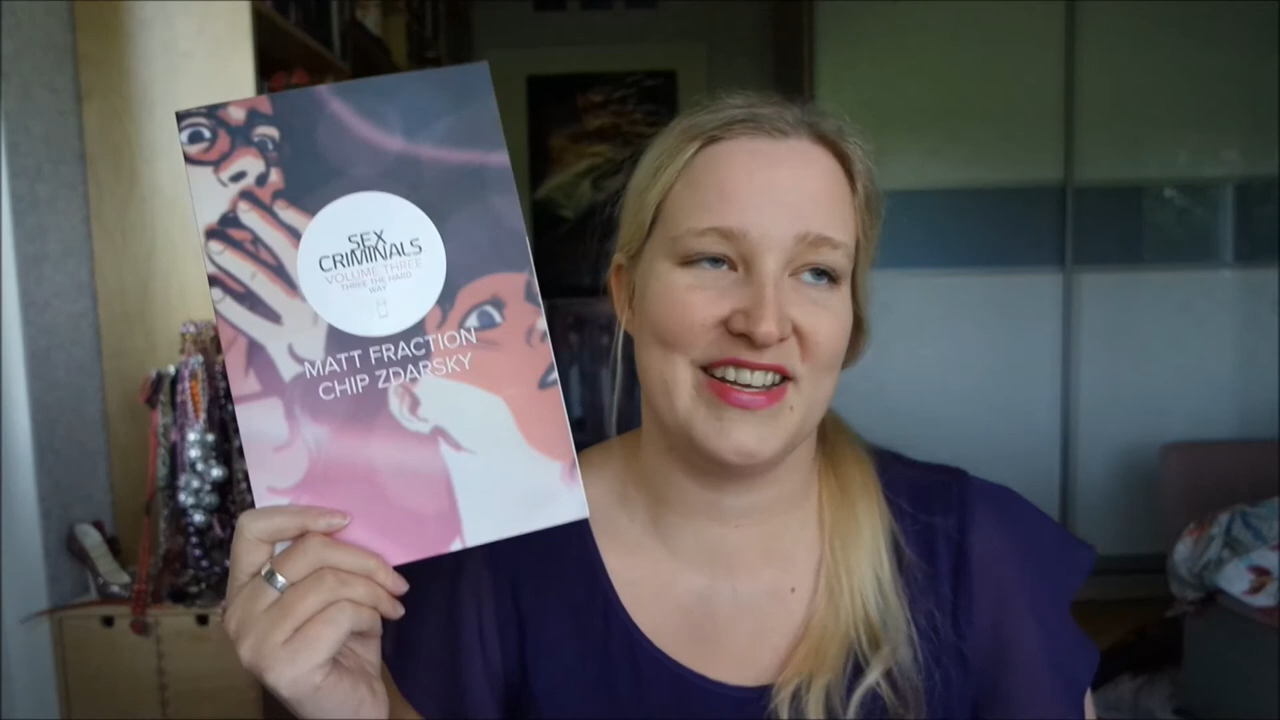 SEX
CRIMINALS
VOLUME THREE
THREE THE HARD
WAY
MATT FRACTION
CHIP ZDARSKY